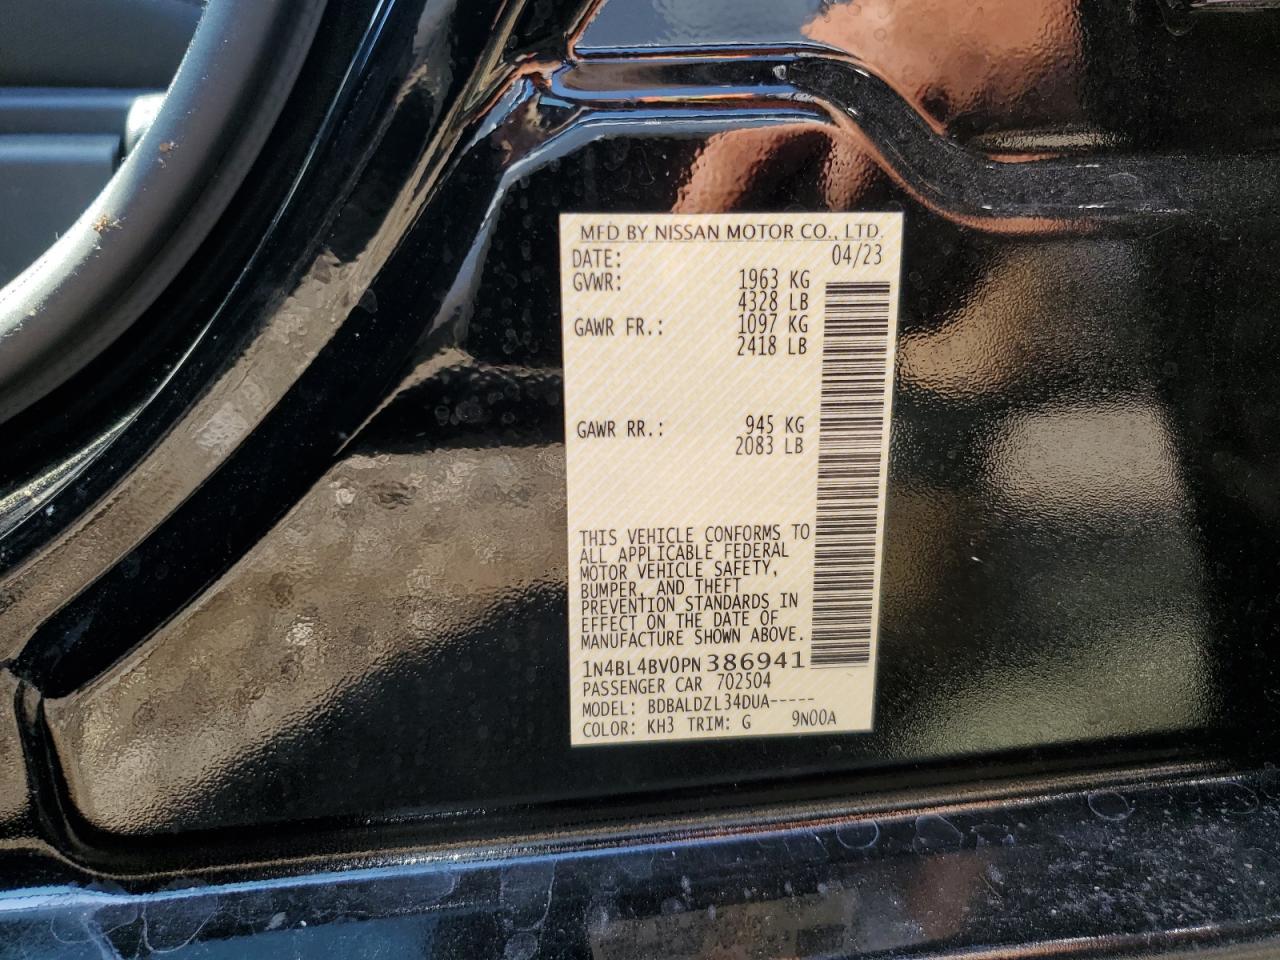 MFD BY NISSAN MOTOR CO., LTD.
DATE: 04/23
GVWR: 1963 KG
4328 LB
GAWR FR.: 1097 KG
2418 LB
GAWR RR.: 945 KG
2083 LB
THIS VEHICLE CONFORMS TO
ALL APPLICABLE FEDERAL
MOTOR VEHICLE SAFETY,
BUMPER, AND THEFT
PREVENTION STANDARDS IN
EFFECT ON THE DATE OF
MANUFACTURE SHOWN ABOVE.
1N4BL4BV0PN386941
PASSENGER CAR 702504
MODEL: BDBALDZL34DUA-----
COLOR: KH3 TRIM: G 9N00A